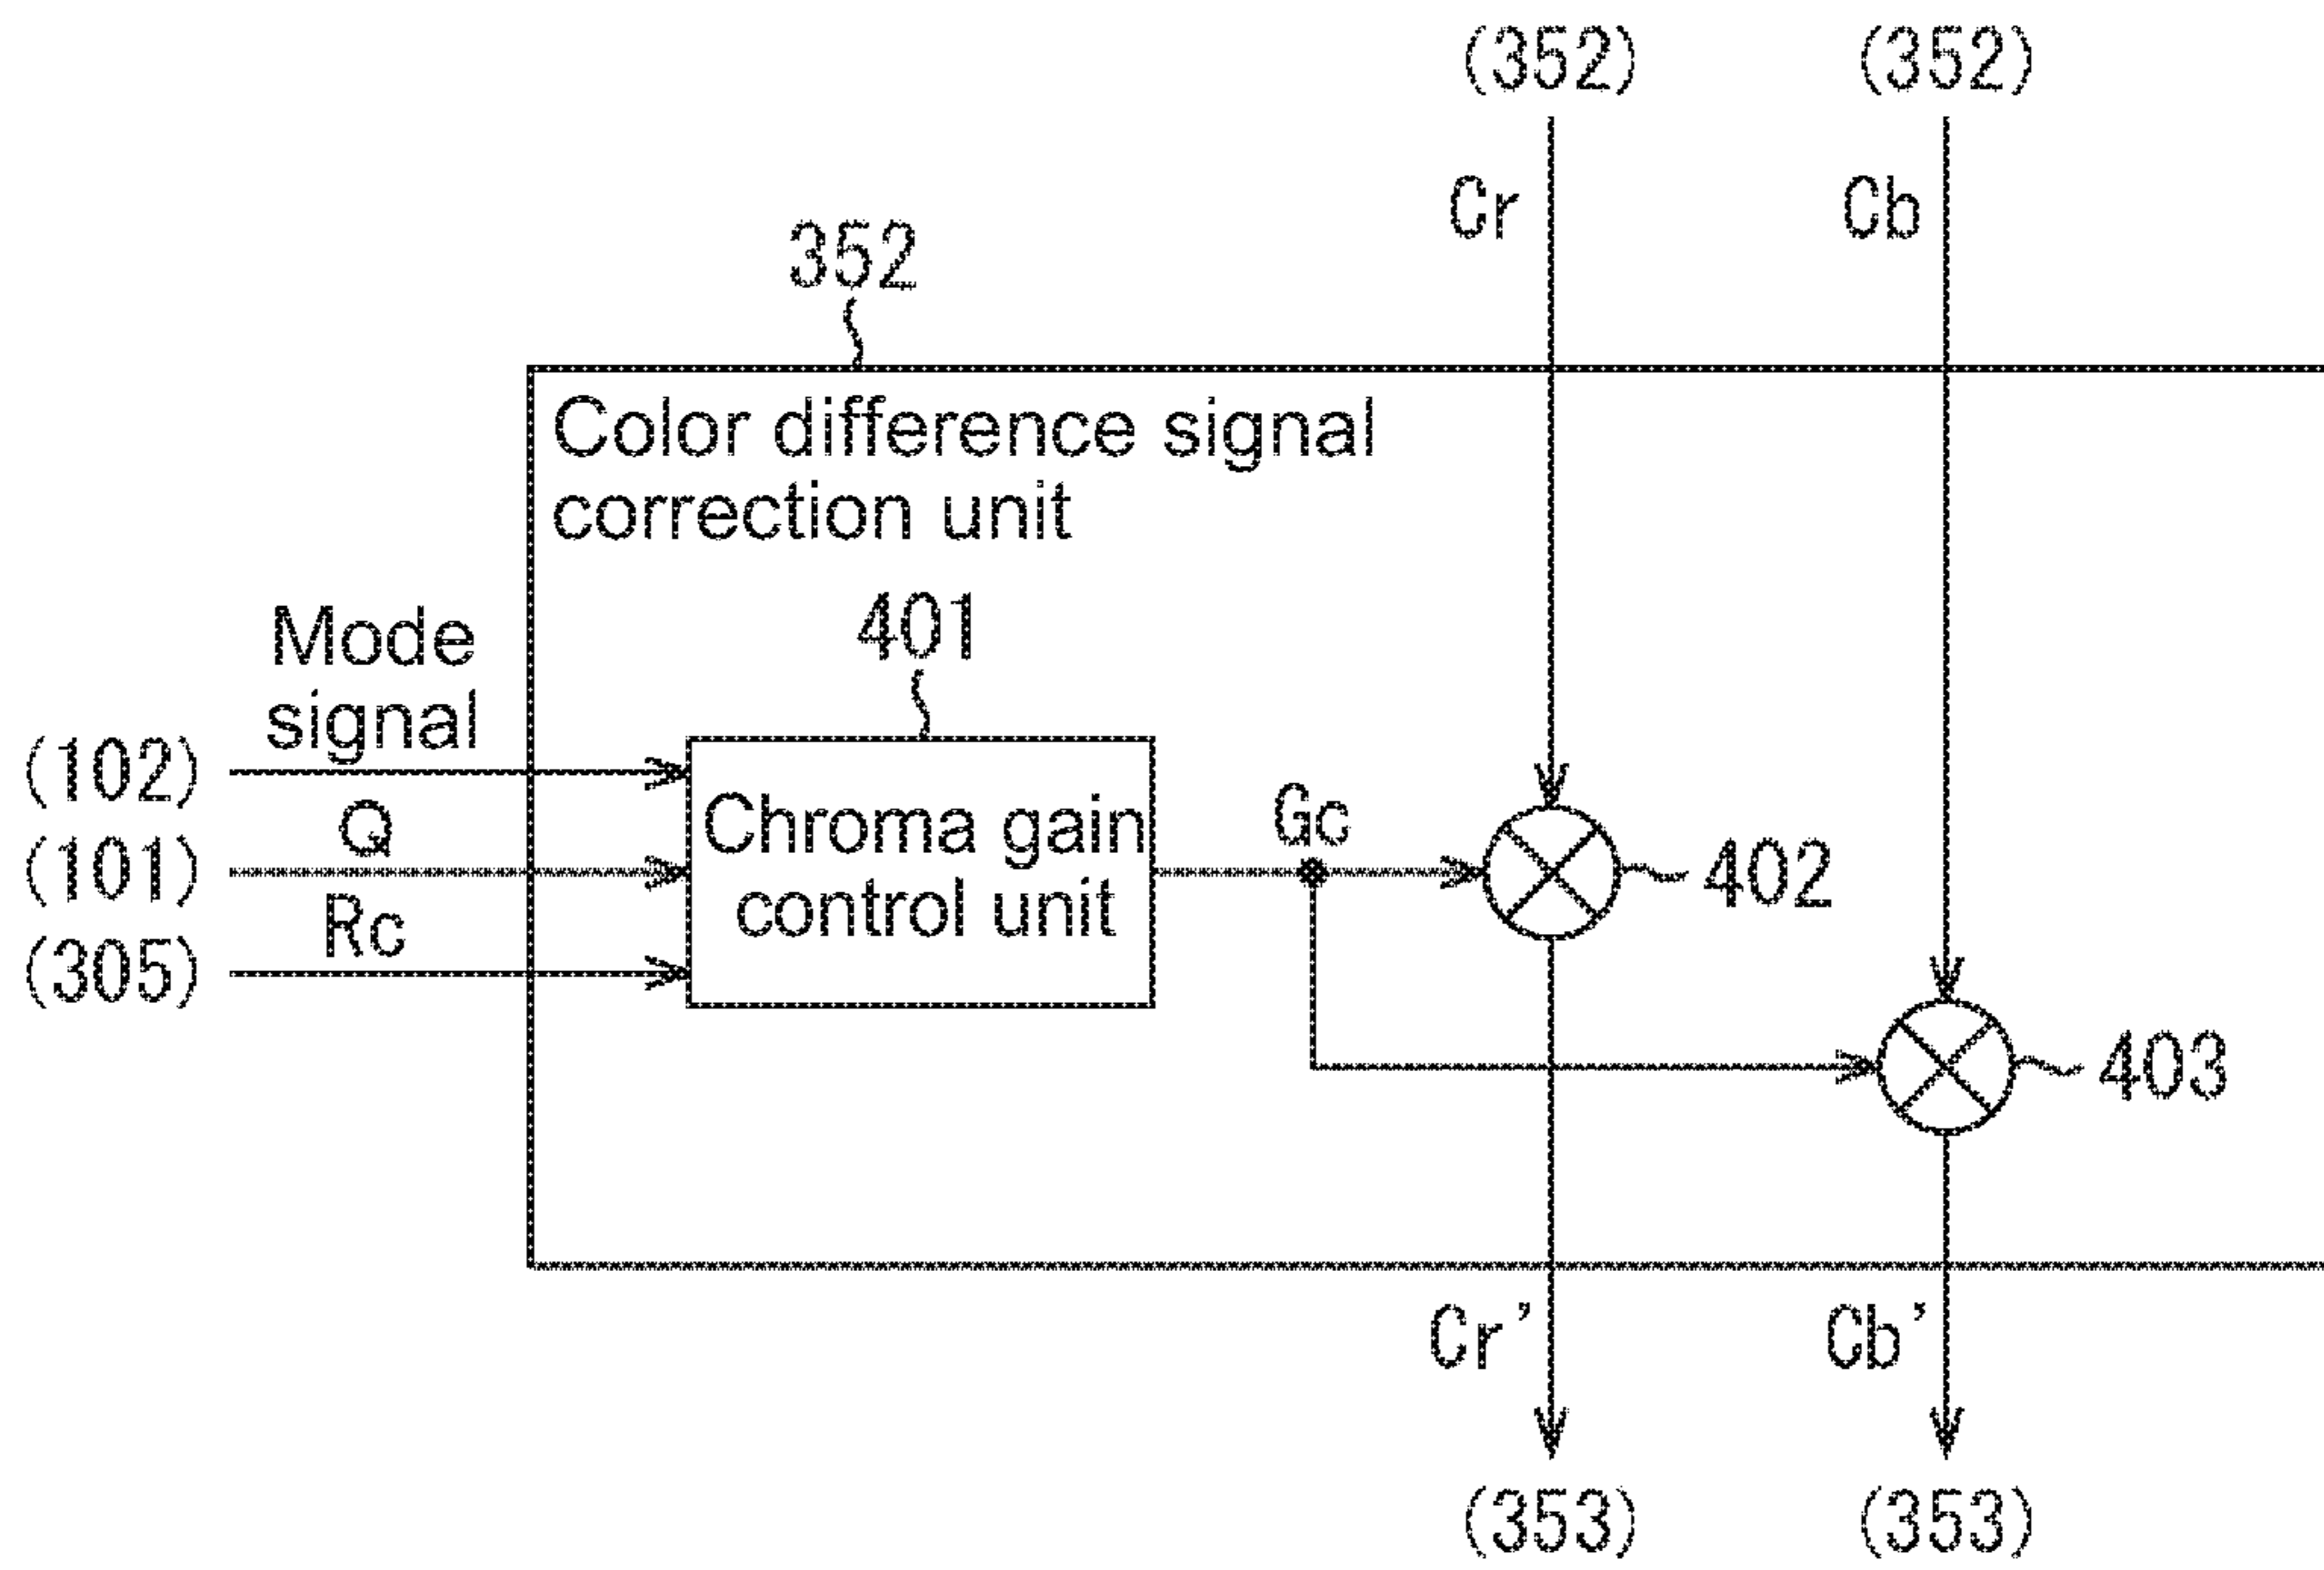 (352) (352)
Cr Cb
352
Color difference signal
correction unit
401
Mode
signal
(102)
Q
(101)
Rc
(305)
Chroma gain
control unit
Gc
402
403
Cr’ Cb’
(353) (353)